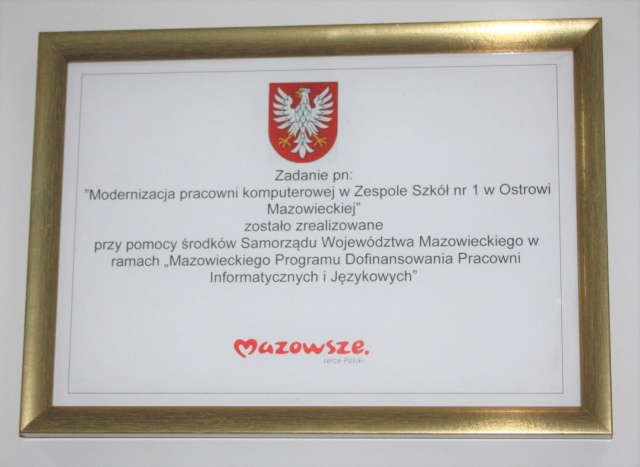 Zadanie pn:
"Modernizacja pracowni komputerowej w Zespole Szkół nr 1 w Ostrowi
Mazowieckiej"
zostało zrealizowane
przy pomocy środków Samorządu Województwa Mazowieckiego w
ramach „Mazowieckiego Programu Dofinansowania Pracowni
Informatycznych i Językowych"
Mazowsze.
serce Polski